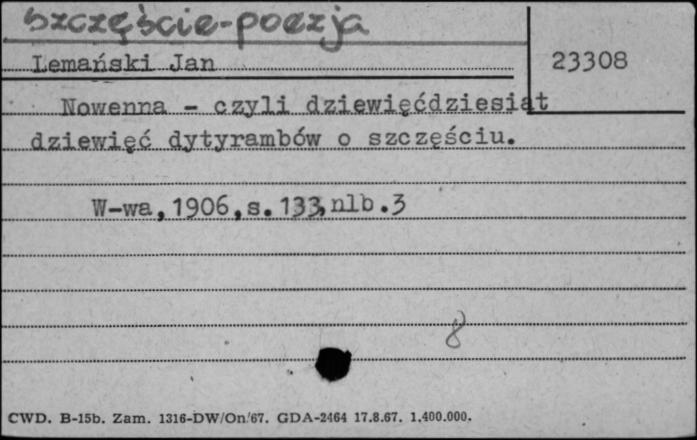 szczęście-poezja
Lemański Jan
23308
Nowenna - czyli dziewięćdziesiąt
dziewięć dytyrambów o szczęściu.
W-wa, 1906, s. 133, nlb. 3
8
CWD. B-15b. Zam. 1316-DW/On/67. GDA-2464 17.8.67. 1.400.000.